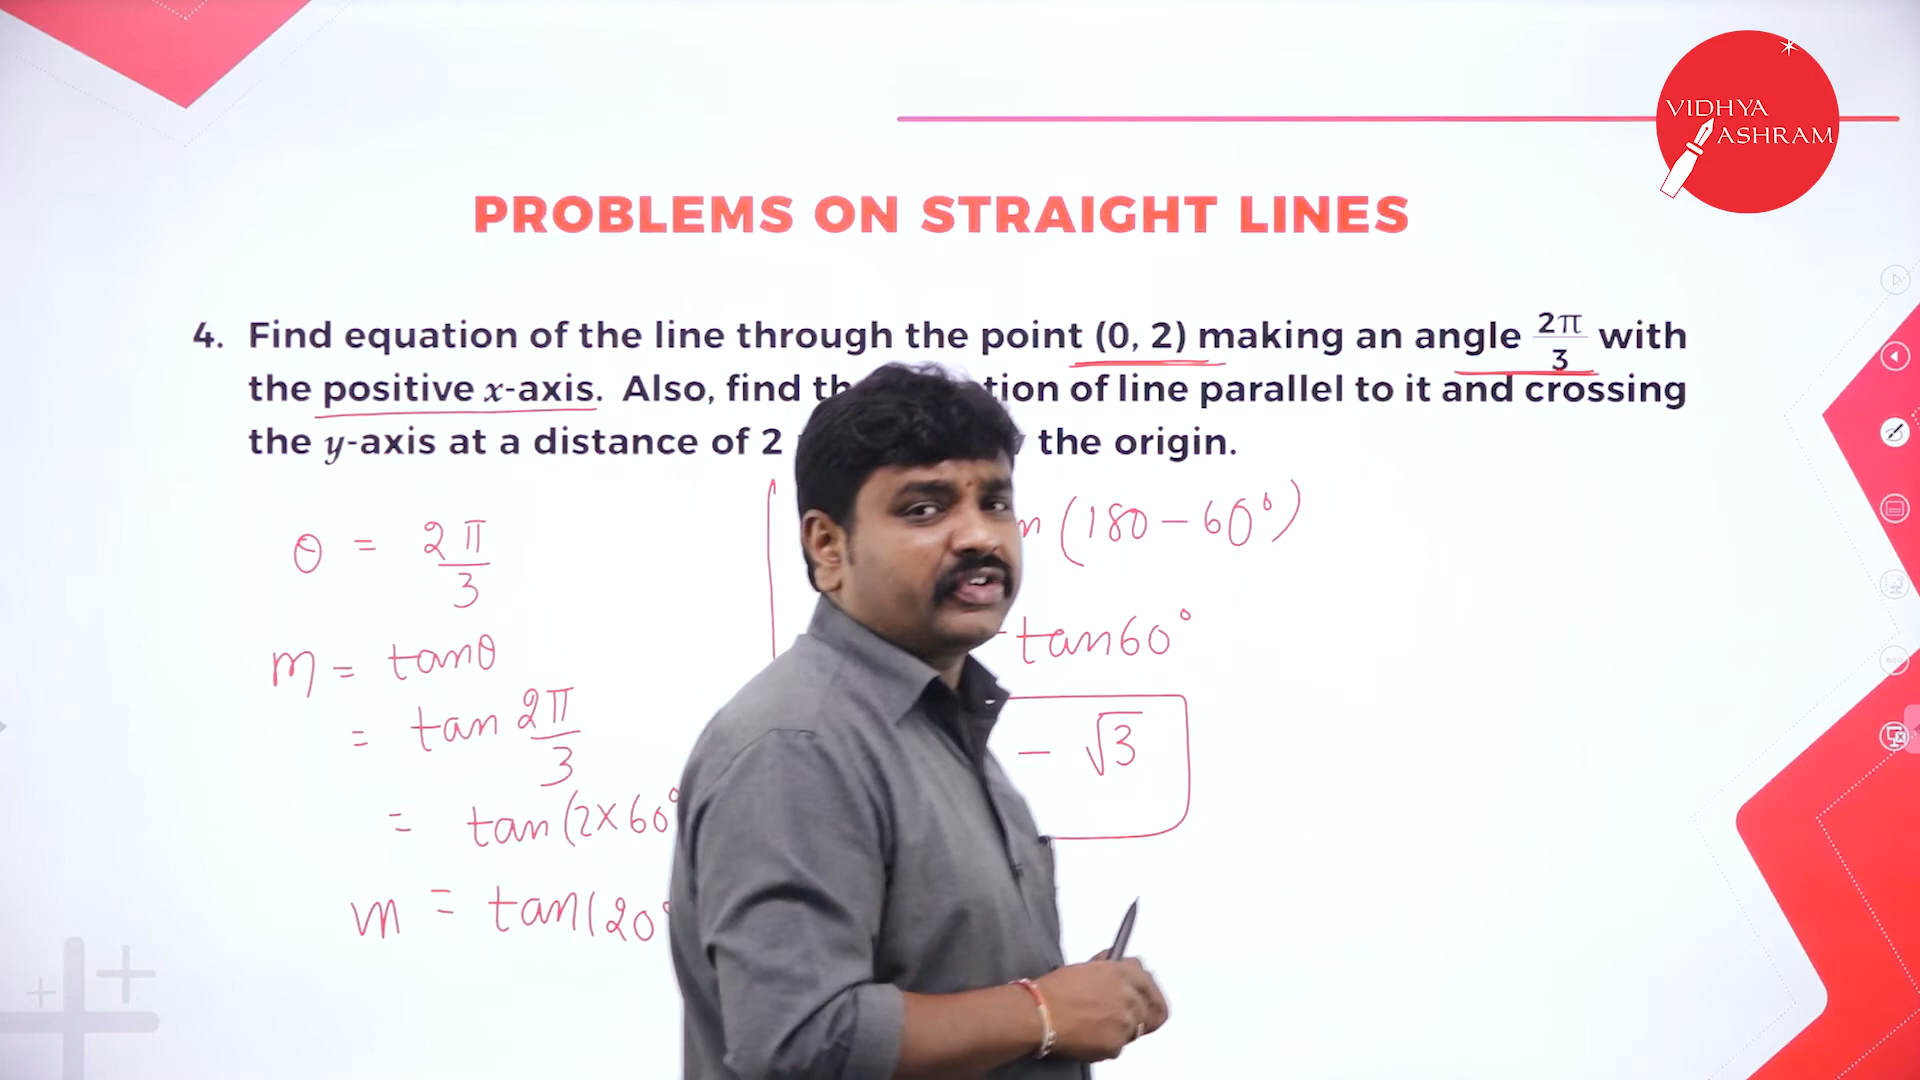 VIDHYA
ASHRAM
PROBLEMS ON STRAIGHT LINES
4. Find equation of the line through the point (0, 2) making an angle 2π/3 with
the positive x-axis. Also, find tion of line parallel to it and crossing
the y-axis at a distance of 2 the origin.
θ = 2π/3
m = tanθ
= tan 2π/3
= tan(2×60°
m = tan120°
(180 - 60°)
- tan60°
- √3